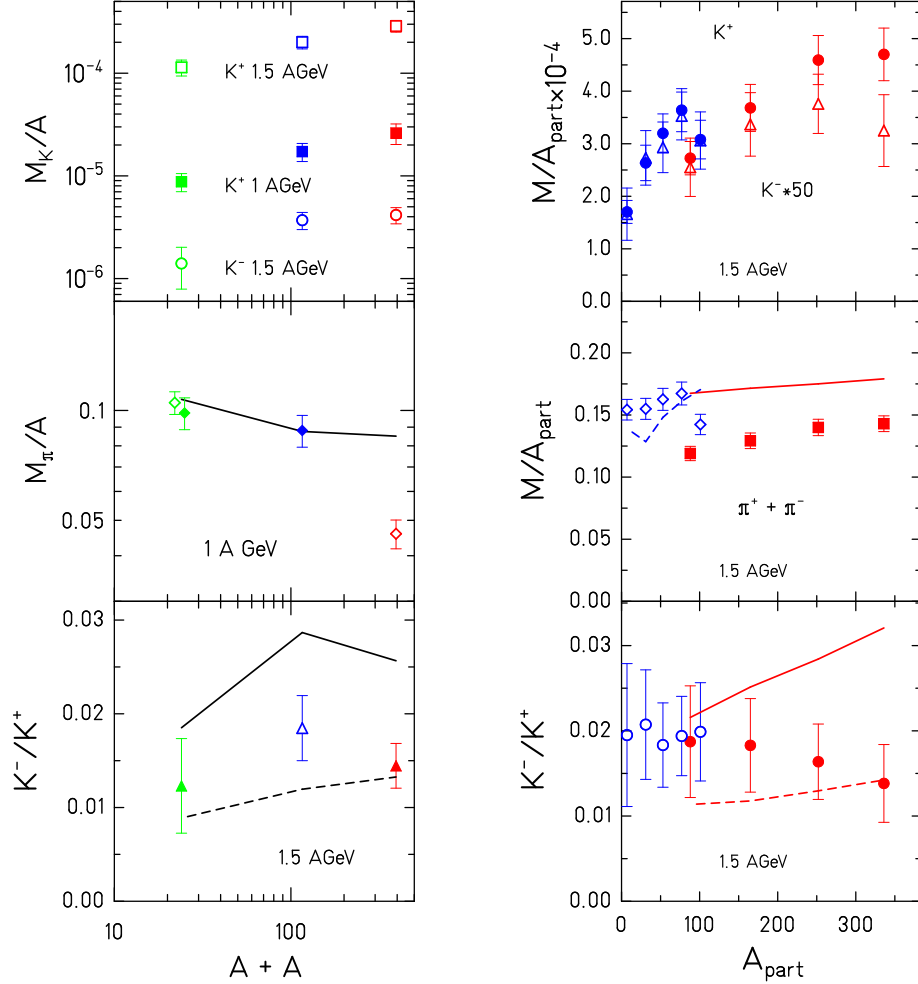 M_K/A
10⁻⁴
10⁻⁵
10⁻⁶
K⁺ 1.5 AGeV
K⁺ 1 AGeV
K⁻ 1.5 AGeV
M_π/A
0.1
0.05
1 A GeV
K⁻/K⁺
0.03
0.02
0.01
0.00
1.5 AGeV
10
100
A + A
M/A_part×10-4
5.0
4.0
3.0
2.0
1.0
0.0
K⁺
K⁻*50
1.5 AGeV
M/A_part
0.20
0.15
0.10
0.05
0.00
π⁺ + π⁻
1.5 AGeV
K⁻/K⁺
0.03
0.02
0.01
0.00
1.5 AGeV
0
100
200
300
A_part